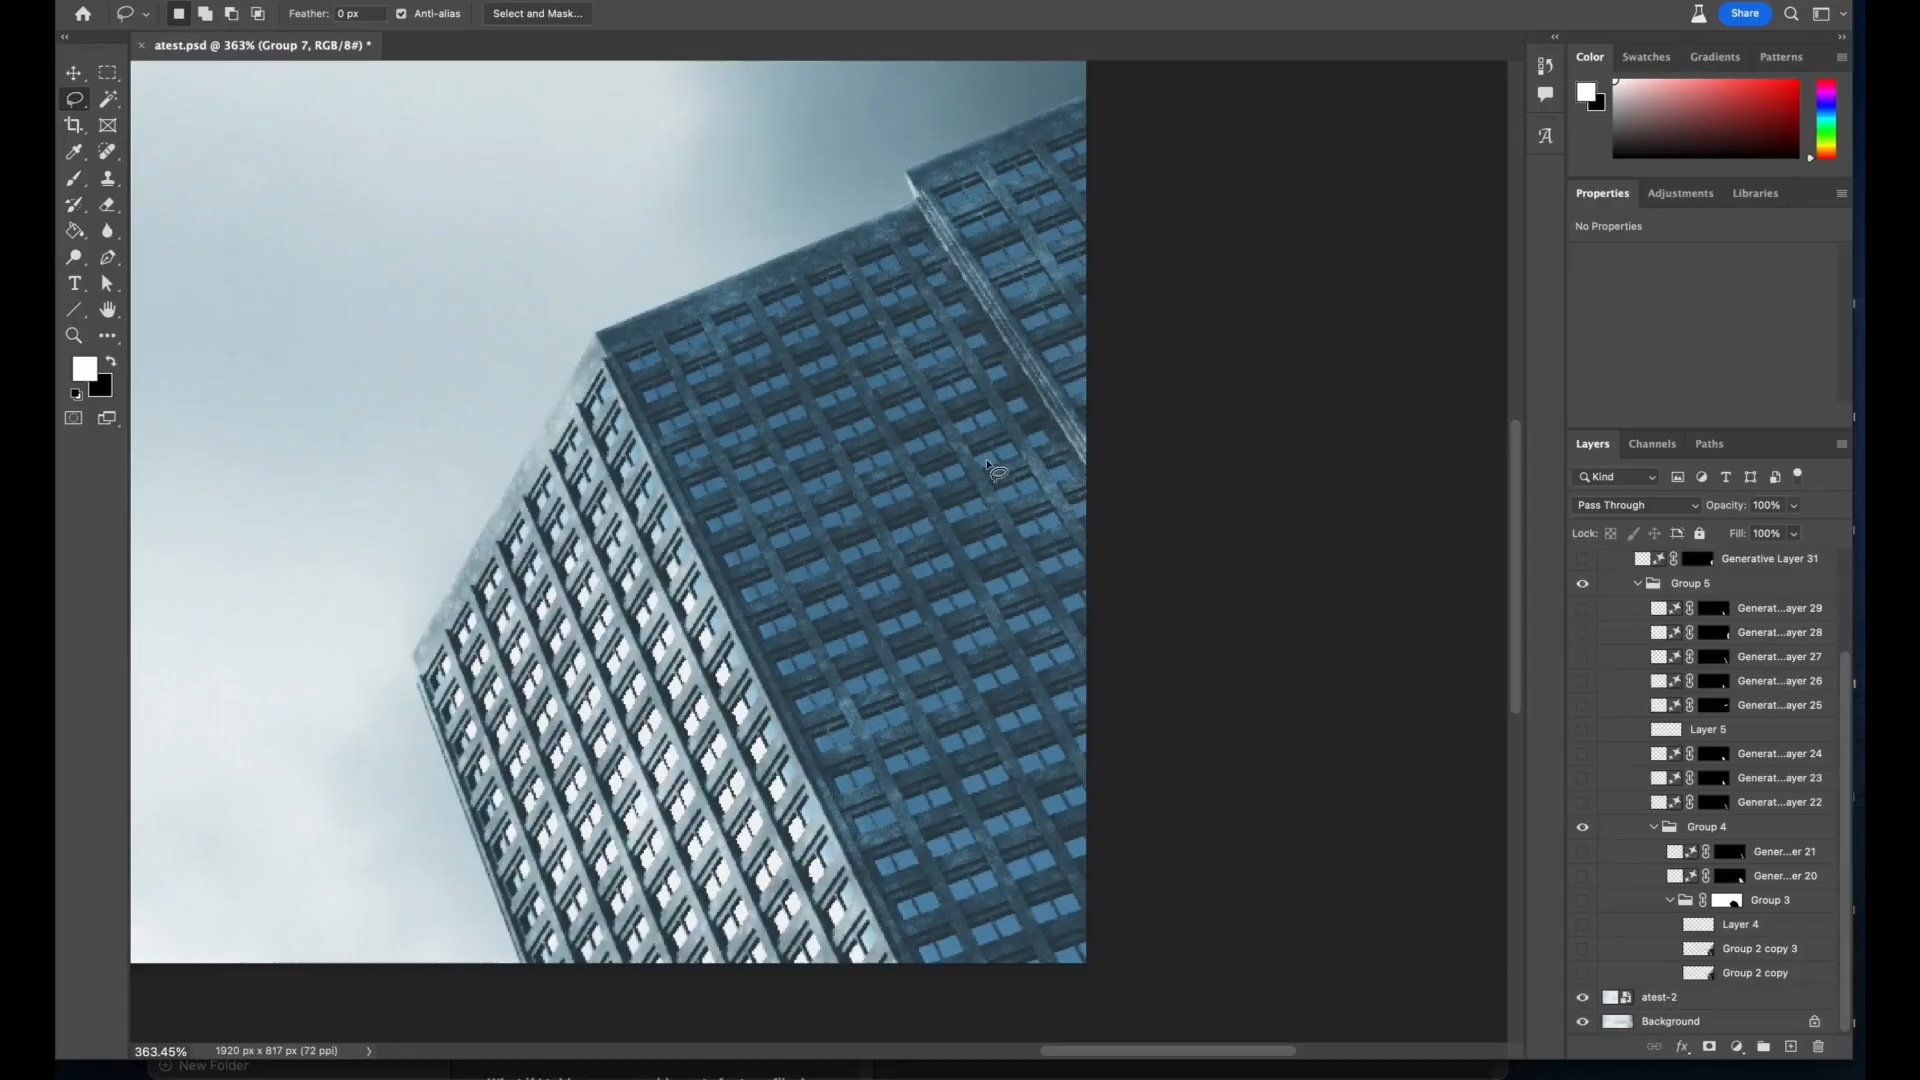 Feather: 0 px
Anti-alias
Select and Mask...
Share
atest.psd @ 363% (Group 7, RGB/8#) *
Color
Swatches
Gradients
Patterns
Properties
Adjustments
Libraries
No Properties
Layers
Channels
Paths
Kind
Pass Through
Opacity: 100%
Lock:
Fill: 100%
Generative Layer 31
Group 5
Generat...ayer 29
Generat...ayer 28
Generat...ayer 27
Generat...ayer 26
Generat...ayer 25
Layer 5
Generat...ayer 24
Generat...ayer 23
Generat...ayer 22
Group 4
Gener...er 21
Gener...er 20
Group 3
Layer 4
Group 2 copy 3
Group 2 copy
atest-2
Background
fx
363.45%
1920 px x 817 px (72 ppi)
New Folder